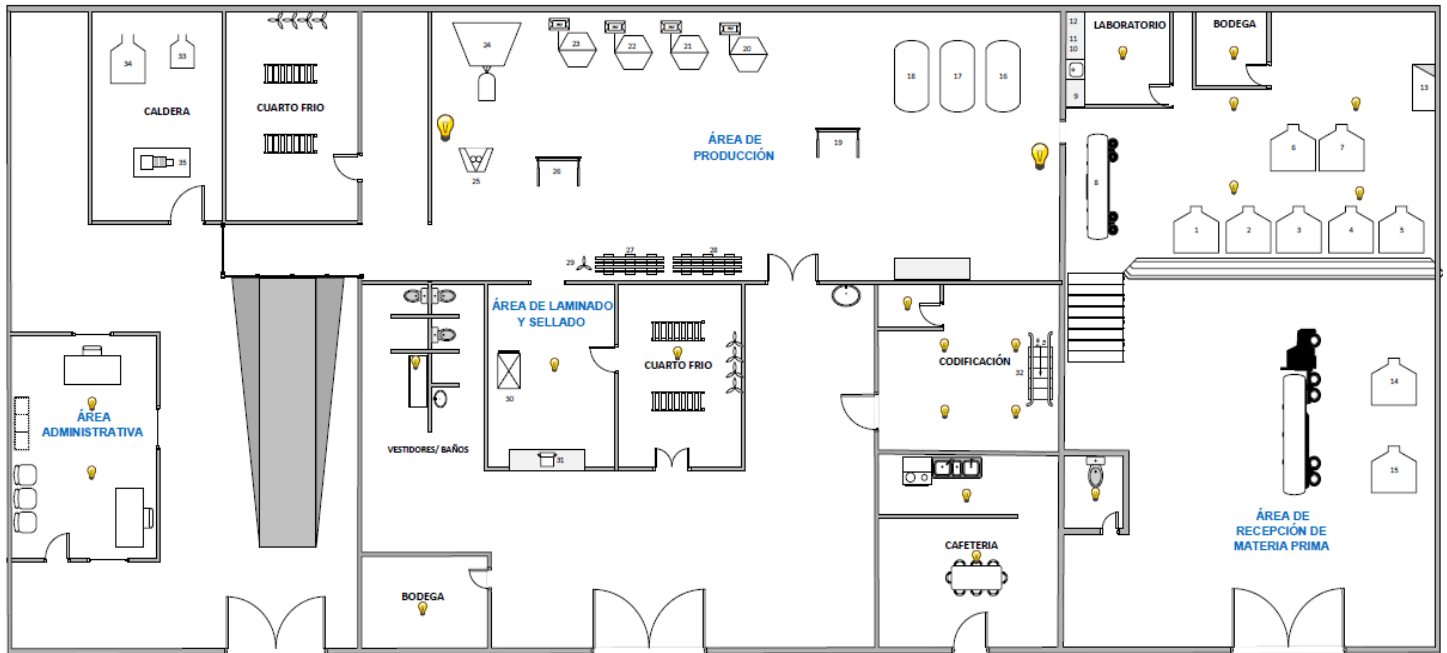 34
33
CALDERA
35
CUARTO FRIO
24
23
22
21
20
18
17
16
ÁREA DE
PRODUCCIÓN
19
25
26
27
28
29
12
11
10
9
LABORATORIO
BODEGA
13
6
7
8
1
2
3
4
5
ÁREA DE LAMINADO
Y SELLADO
30
31
CUARTO FRIO
CODIFICACIÓN
32
14
15
ÁREA
ADMINISTRATIVA
VESTIDORES/ BAÑOS
CAFETERIA
ÁREA DE
RECEPCIÓN DE
MATERIA PRIMA
BODEGA